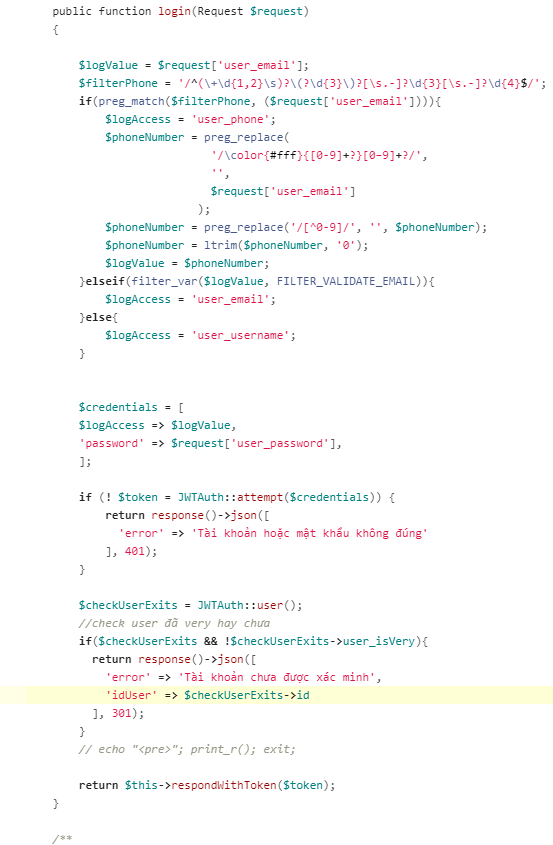 public function login(Request $request)
{
$logValue = $request['user_email'];
$filterPhone = '/^(\+\d{1,2}\s)?\(?\d{3}\)?[\s.-]?\d{3}[\s.-]?\d{4}$/';
if(preg_match($filterPhone, ($request['user_email']))){
$logAccess = 'user_phone';
$phoneNumber = preg_replace(
'/\color{#fff}{[0-9]+?}[0-9]+?/',
'',
$request['user_email']
);
$phoneNumber = preg_replace('/[^0-9]/', '', $phoneNumber);
$phoneNumber = ltrim($phoneNumber, '0');
$logValue = $phoneNumber;
}elseif(filter_var($logValue, FILTER_VALIDATE_EMAIL)){
$logAccess = 'user_email';
}else{
$logAccess = 'user_username';
}
$credentials = [
$logAccess => $logValue,
'password' => $request['user_password'],
];
if (! $token = JWTAuth::attempt($credentials)) {
return response()->json([
'error' => 'Tài khoản hoặc mật khẩu không đúng'
], 401);
}
$checkUserExits = JWTAuth::user();
//check user đã very hay chưa
if($checkUserExits && !$checkUserExits->user_isVery){
return response()->json([
'error' => 'Tài khoản chưa được xác minh',
'idUser' => $checkUserExits->id
], 301);
}
// echo "<pre>"; print_r(); exit;
return $this->respondWithToken($token);
}
/**